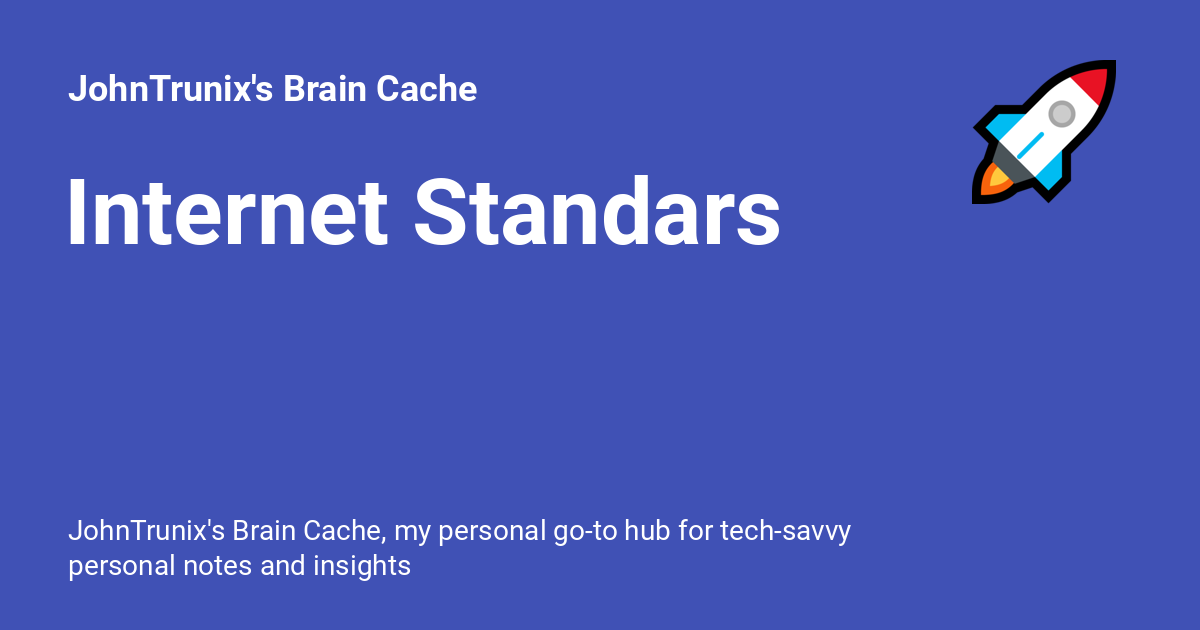 JohnTrunix's Brain Cache
Internet Standars
JohnTrunix's Brain Cache, my personal go-to hub for tech-savvy
personal notes and insights